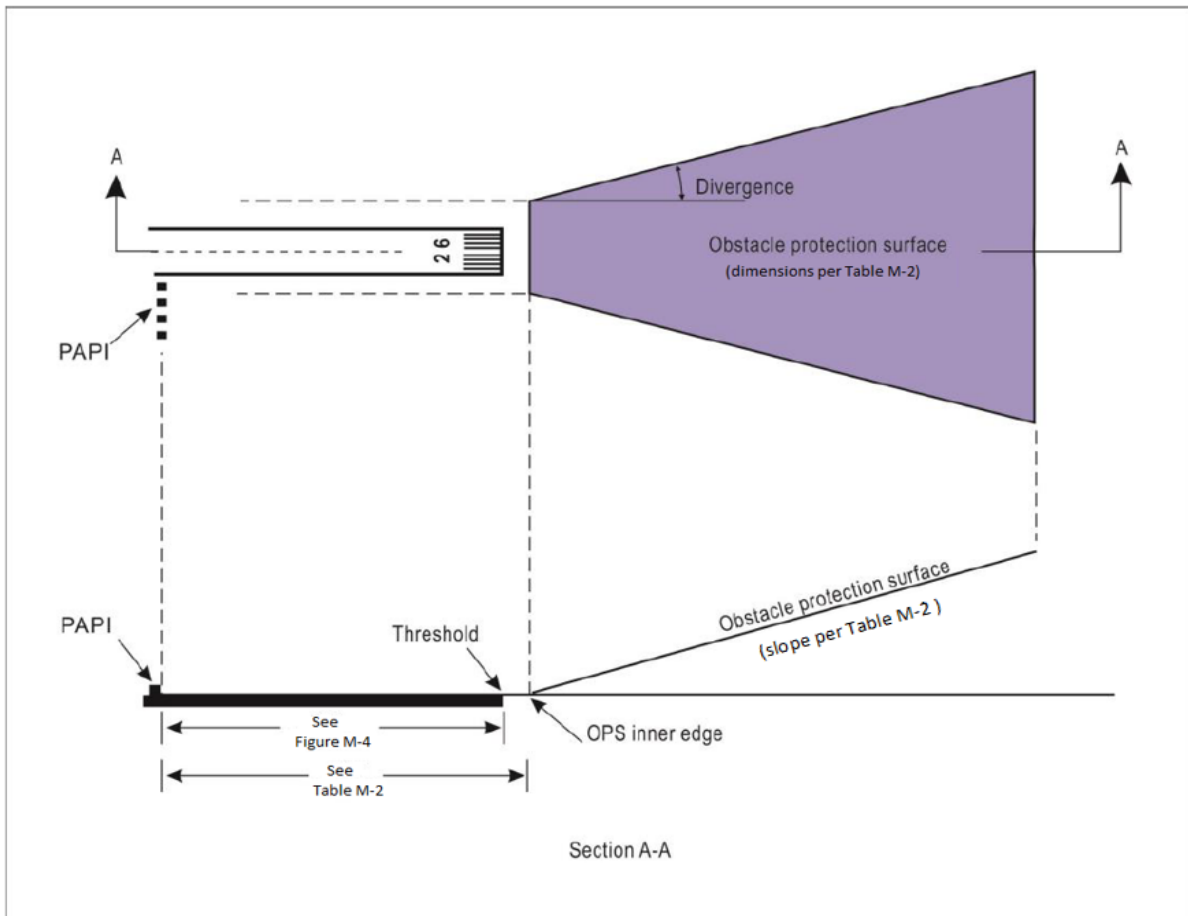 A
A
Divergence
26
Obstacle protection surface
(dimensions per Table M-2)
PAPI
Obstacle protection surface
(slope per Table M-2 )
PAPI
Threshold
See
Figure M-4
OPS inner edge
See
Table M-2
Section A-A